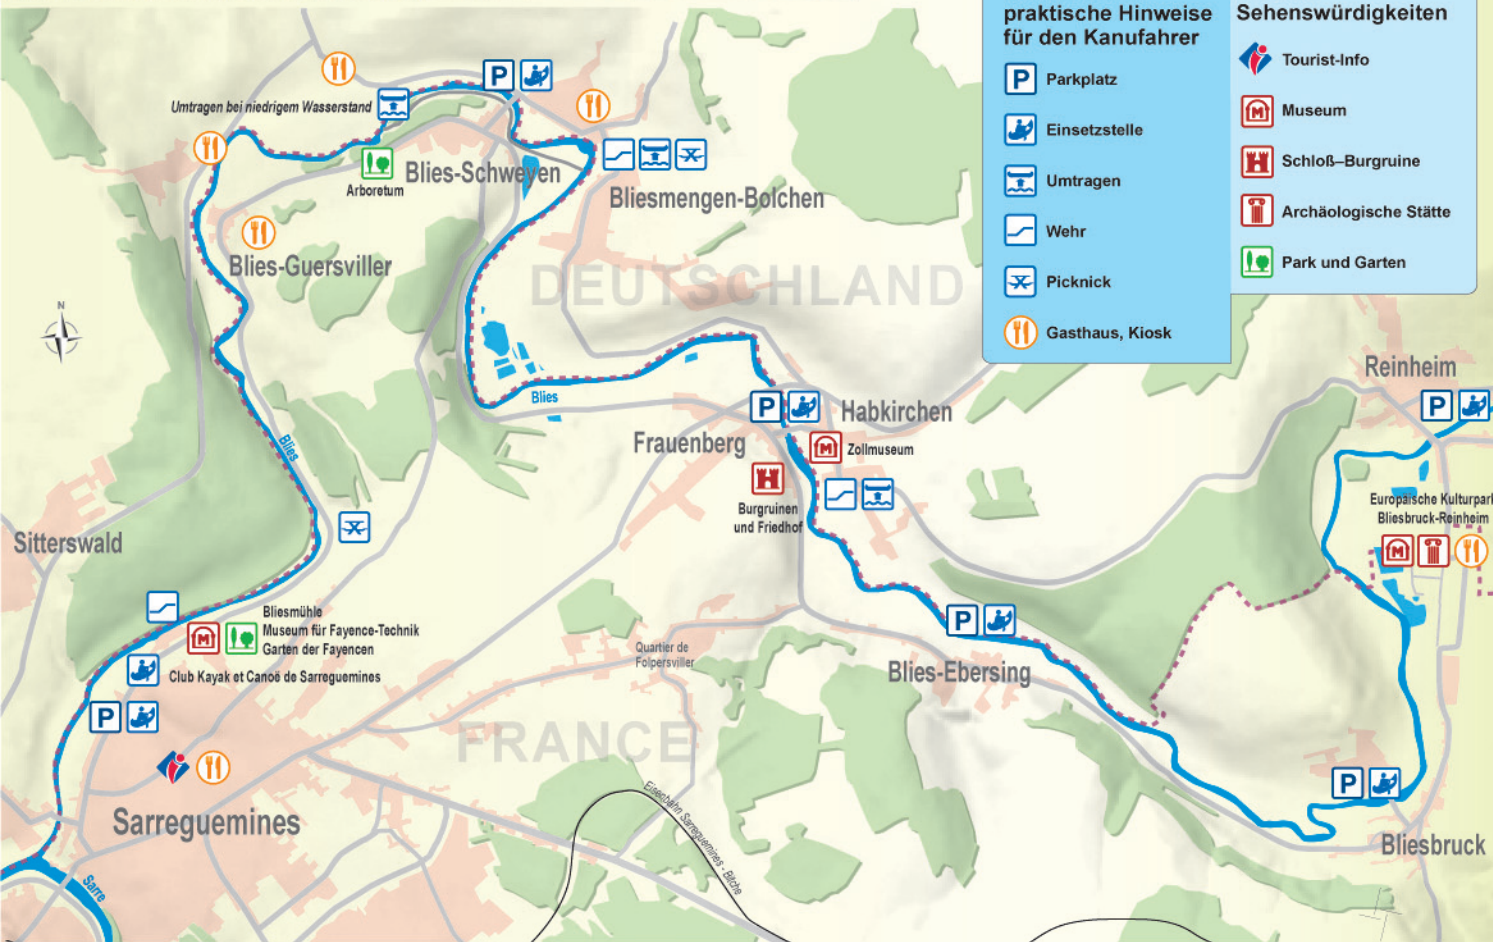 praktische Hinweise
für den Kanufahrer
P Parkplatz
Einsetzstelle
Umtragen
Wehr
Picknick
Gasthaus, Kiosk
Sehenswürdigkeiten
Tourist-Info
M Museum
Schloß–Burgruine
Archäologische Stätte
Park und Garten
P
Umtragen bei niedrigem Wasserstand
Arboretum
Blies-Schweyen
Bliesmengen-Bolchen
Blies-Guersviller
DEUTSCHLAND
N
Blies
Blies
Reinheim
P
P
Habkirchen
Frauenberg
M
Zollmuseum
Burgruinen
und Friedhof
Europäische Kulturpark
Bliesbruck-Reinheim
M
Sitterswald
Bliesmühle
M
Museum für Fayence-Technik
Garten der Fayencen
Club Kayak et Canoë de Sarreguemines
P
P
Quartier de
Folpersviller
Blies-Ebersing
FRANCE
P
Eisenbahn Sarreguemines - Bitche
Sarreguemines
Bliesbruck
Sarre